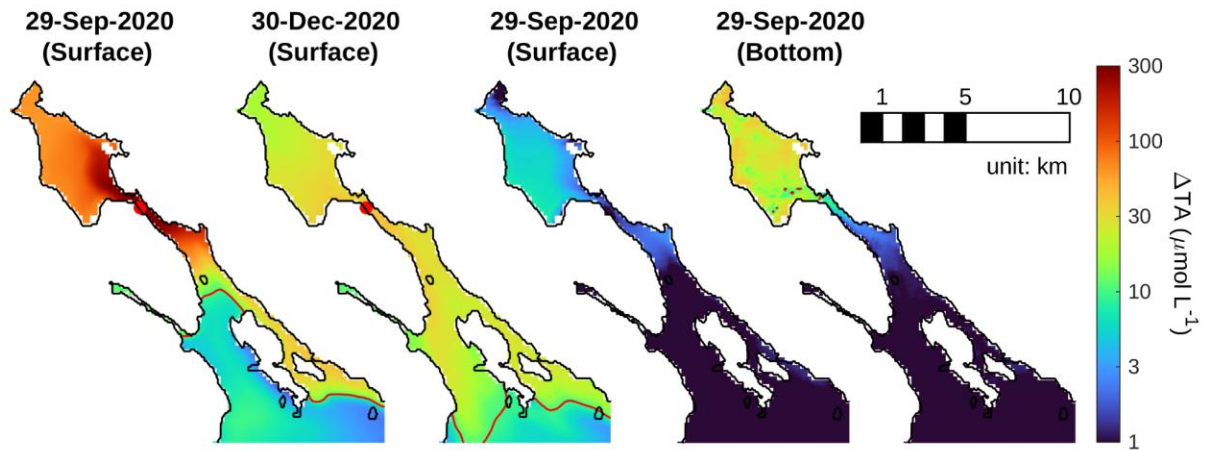 29-Sep-2020
(Surface)
30-Dec-2020
(Surface)
29-Sep-2020
(Surface)
29-Sep-2020
(Bottom)
1 5 10
unit: km
300
100
30
10
3
1
ΔTA (μmol L⁻¹)